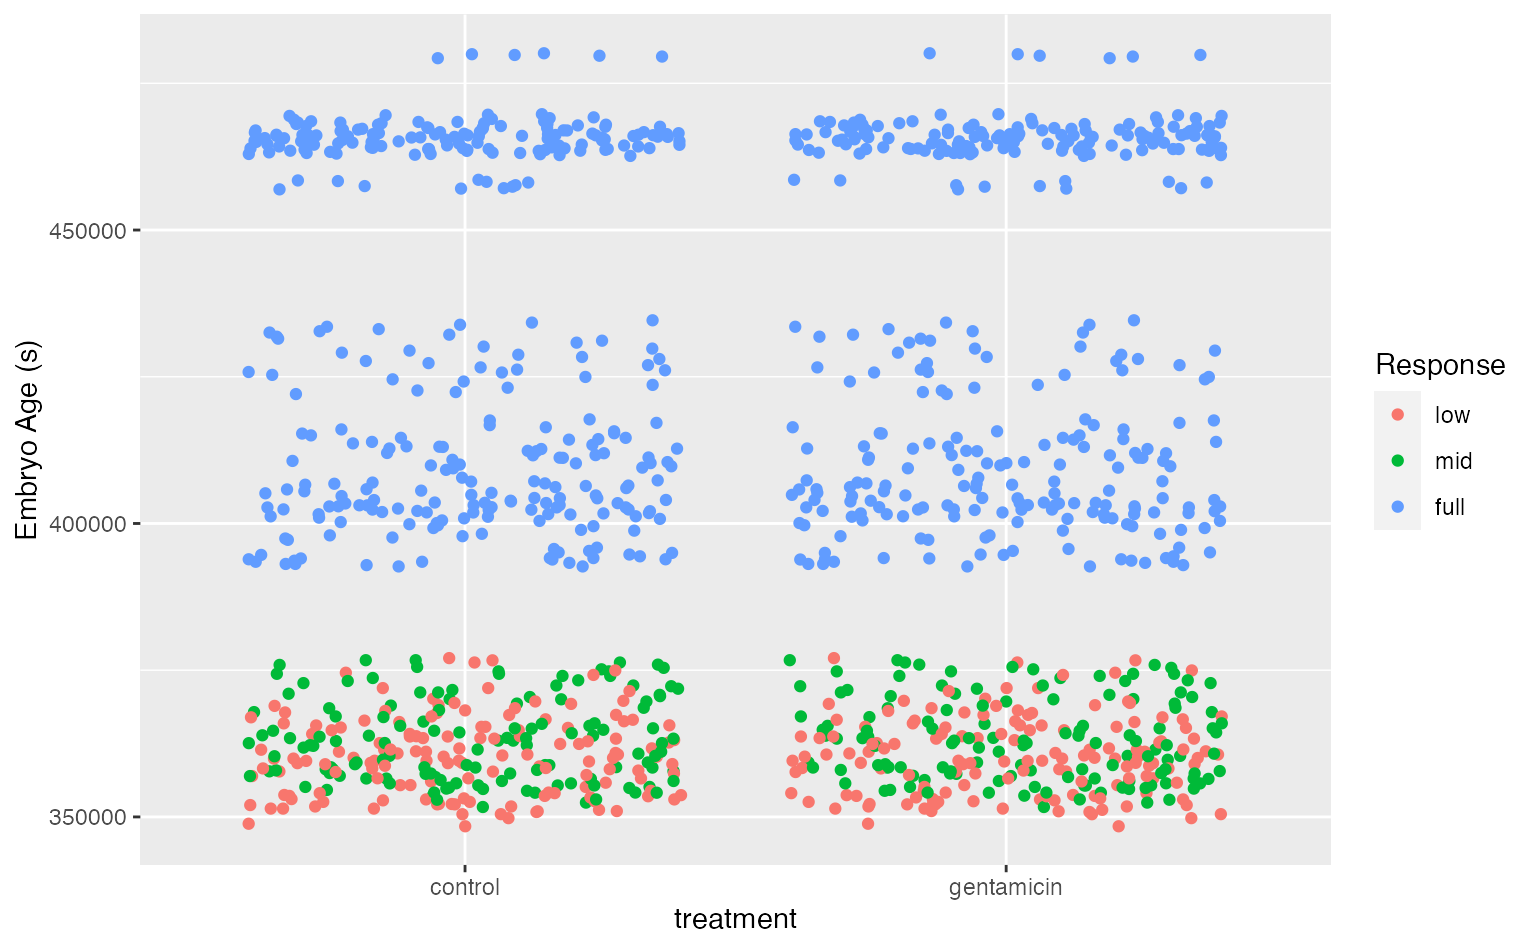 Embryo Age (s)
450000
400000
350000
control
gentamicin
treatment
Response
low
mid
full